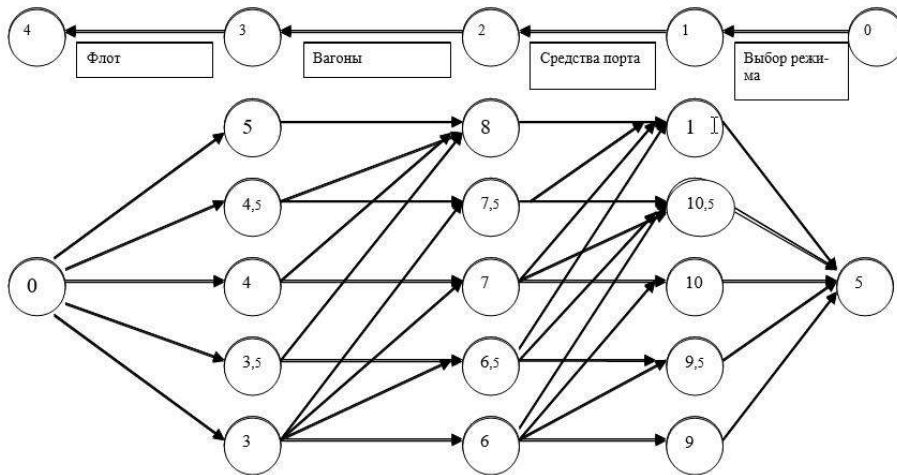 4 3 2 1 0
Флот Вагоны Средства порта Выбор режи-
ма
5 8 1
4,5 7,5 10,5
0 4 7 10 5
3,5 6,5 9,5
3 6 9